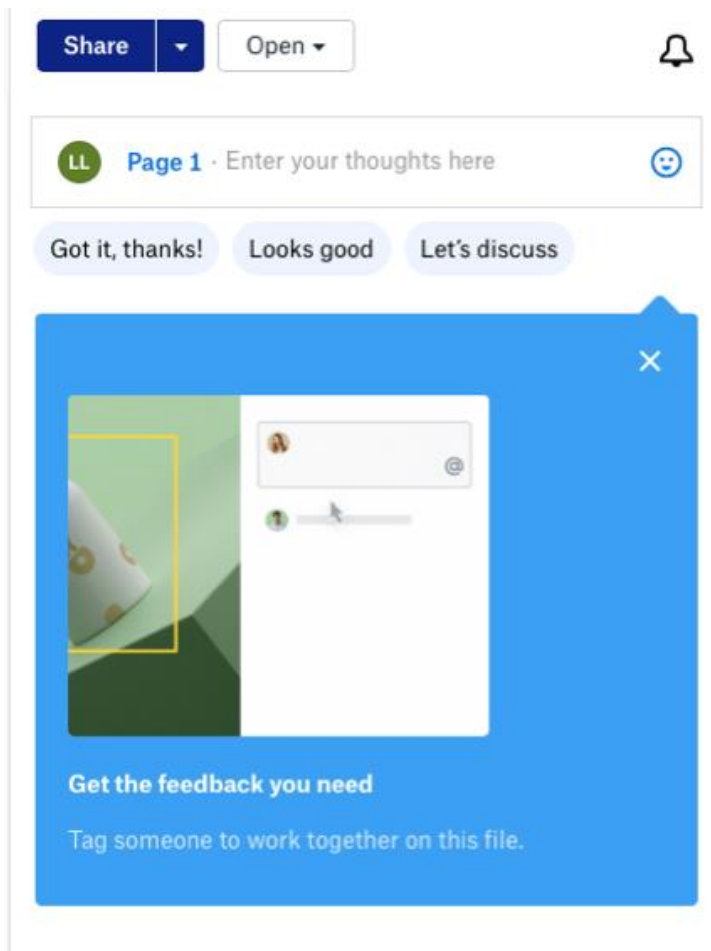 Share Open
LL Page 1 · Enter your thoughts here
Got it, thanks! Looks good Let's discuss
@
Get the feedback you need
Tag someone to work together on this file.